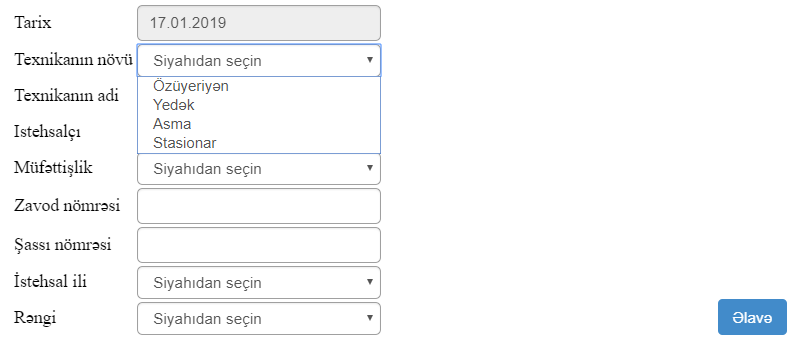 Tarix 17.01.2019
Texnikanın növü Siyahıdan seçin
Özüyeriyən
Texnikanın adi Yedək
Asma
Istehsalçı Stasionar
Müfəttişlik Siyahıdan seçin
Zavod nömrəsi
Şassı nömrəsi
İstehsal ili Siyahıdan seçin
Rəngi Siyahıdan seçin Əlavə